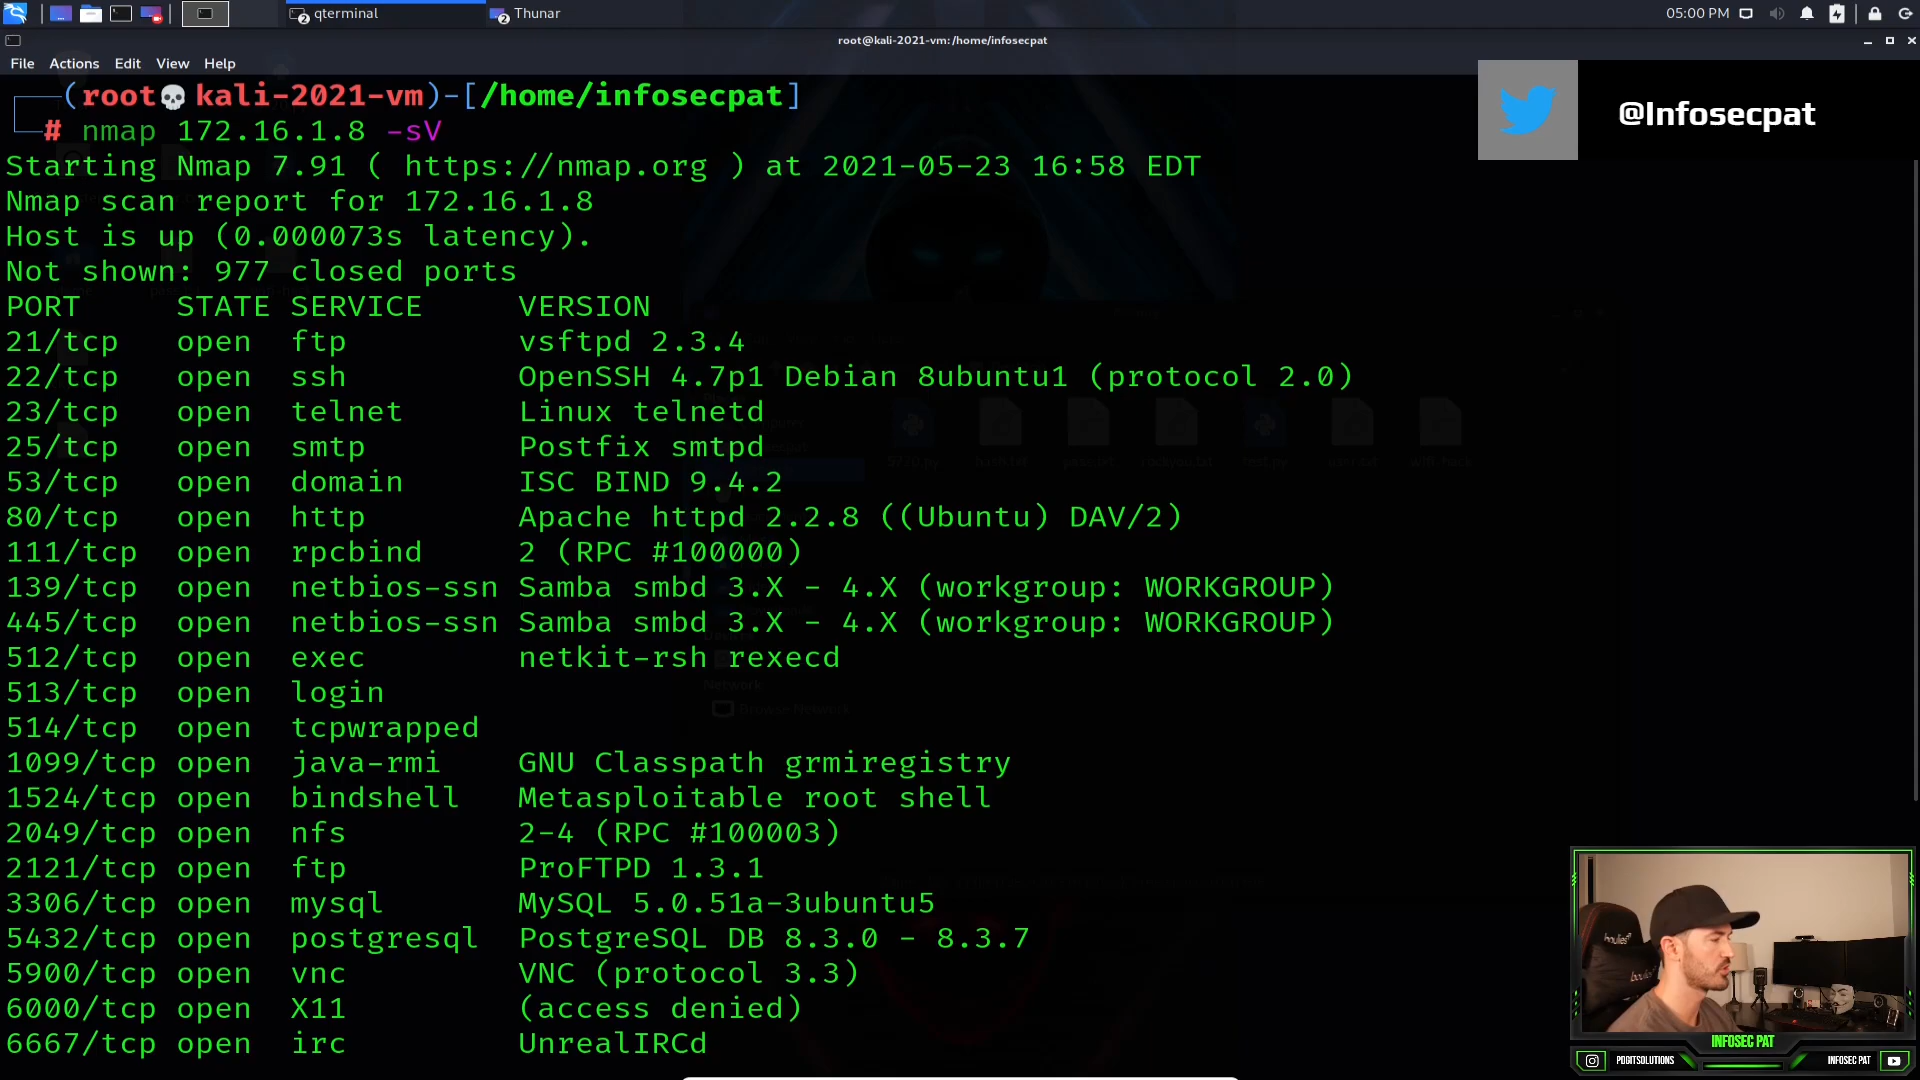 qterminal
Thunar
05:00 PM
root@kali-2021-vm: /home/infosecpat
File Actions Edit View Help
(root💀kali-2021-vm)-[/home/infosecpat]
# nmap 172.16.1.8 -sV
@Infosecpat
Starting Nmap 7.91 ( https://nmap.org ) at 2021-05-23 16:58 EDT
Nmap scan report for 172.16.1.8
Host is up (0.000073s latency).
Not shown: 977 closed ports
PORT STATE SERVICE VERSION
21/tcp open ftp vsftpd 2.3.4
22/tcp open ssh OpenSSH 4.7p1 Debian 8ubuntu1 (protocol 2.0)
23/tcp open telnet Linux telnetd
25/tcp open smtp Postfix smtpd
53/tcp open domain ISC BIND 9.4.2
80/tcp open http Apache httpd 2.2.8 ((Ubuntu) DAV/2)
111/tcp open rpcbind 2 (RPC #100000)
139/tcp open netbios-ssn Samba smbd 3.X - 4.X (workgroup: WORKGROUP)
445/tcp open netbios-ssn Samba smbd 3.X - 4.X (workgroup: WORKGROUP)
512/tcp open exec netkit-rsh rexecd
513/tcp open login
514/tcp open tcpwrapped
1099/tcp open java-rmi GNU Classpath grmiregistry
1524/tcp open bindshell Metasploitable root shell
2049/tcp open nfs 2-4 (RPC #100003)
2121/tcp open ftp ProFTPD 1.3.1
3306/tcp open mysql MySQL 5.0.51a-3ubuntu5
5432/tcp open postgresql PostgreSQL DB 8.3.0 - 8.3.7
5900/tcp open vnc VNC (protocol 3.3)
6000/tcp open X11 (access denied)
6667/tcp open irc UnrealIRCd
Network
Browse Network
INFOSEC PAT
PDDITSOLUTIONS
INFOSEC PAT